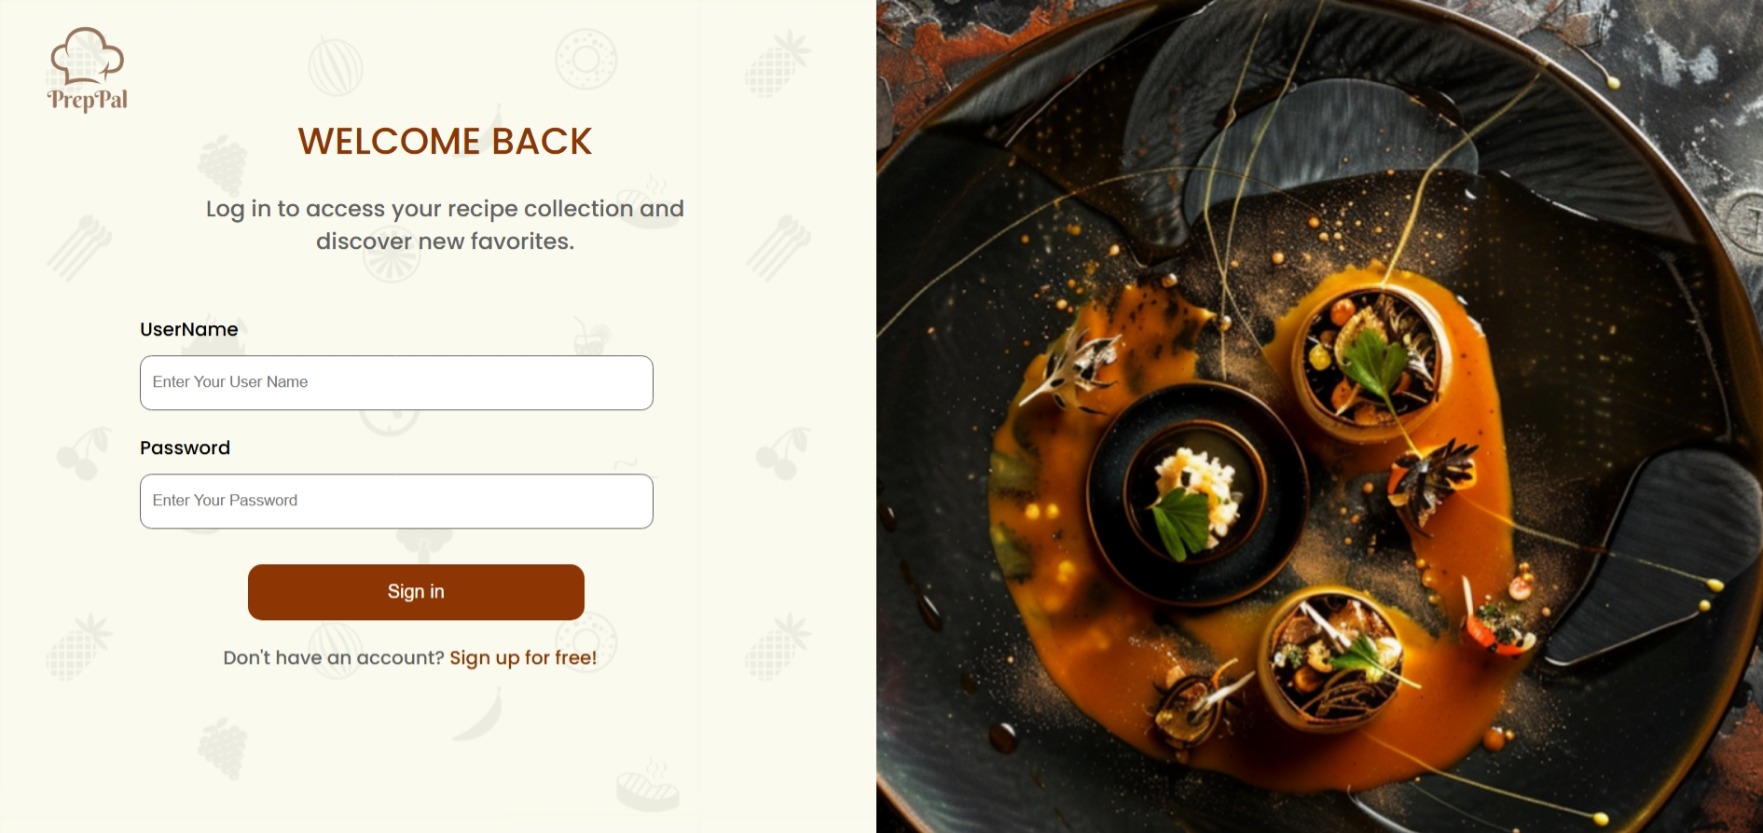 PrepPal
WELCOME BACK
Log in to access your recipe collection and
discover new favorites.
UserName
Enter Your User Name
Password
Enter Your Password
Sign in
Don't have an account? Sign up for free!